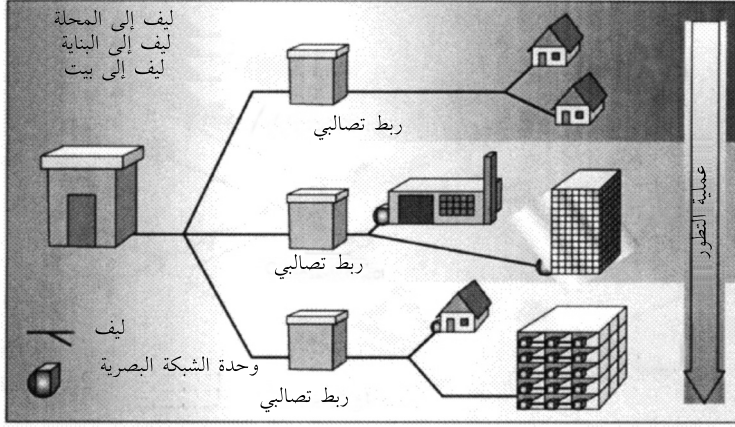 ليف إلى المحلة
ليف إلى البناية
ليف إلى بيت
ربط تصالبي
عملية التطور
ربط تصالبي
ليف
وحدة الشبكة البصرية
ربط تصالبي